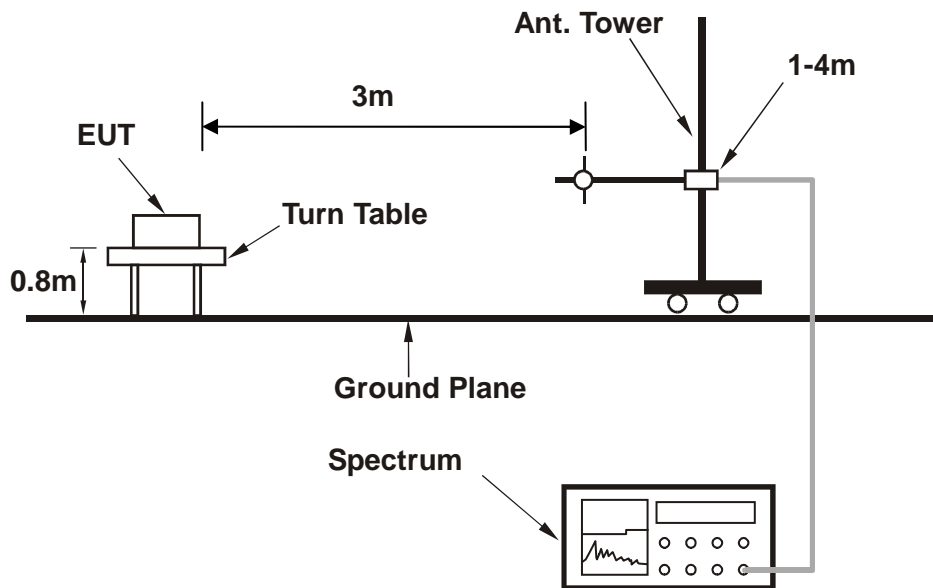 Ant. Tower
1-4m
3m
EUT
Turn Table
0.8m
Ground Plane
Spectrum